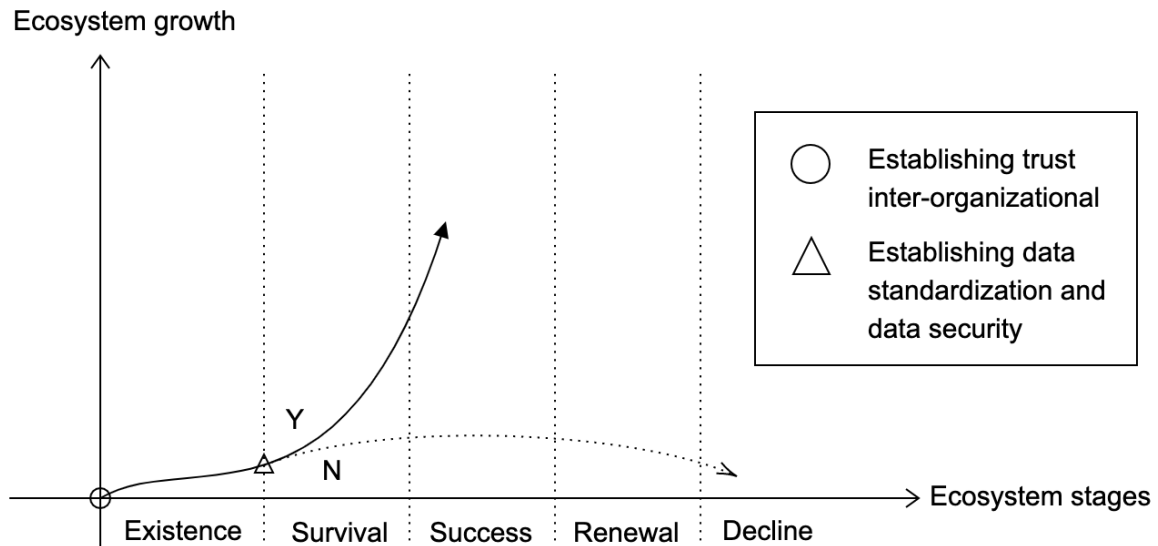 Ecosystem growth
Establishing trust
inter-organizational
Establishing data
standardization and
data security
Y
N
Ecosystem stages
Existence
Survival
Success
Renewal
Decline